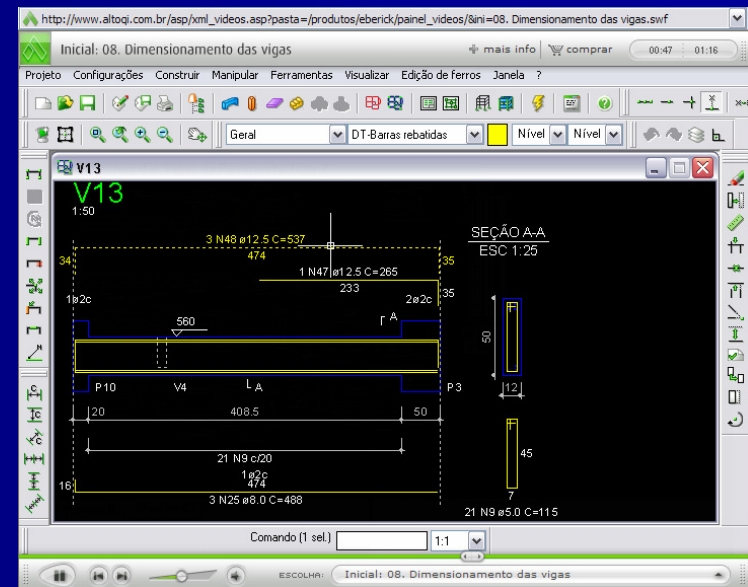 http://www.altoqi.com.br/asp/xml_videos.asp?pasta=/produtos/eberick/painel_videos/&ini=08. Dimensionamento das vigas.swf
Inicial: 08. Dimensionamento das vigas
mais info
comprar
00:47 01:16
Projeto Configurações Construir Manipular Ferramentas Visualizar Edição de ferros Janela ?
Geral
DT-Barras rebatidas
Nível
Nível
V13
V13
1:50
3 N48 ø12.5 C=537
474
34
35
1 N47 ø12.5 C=265
233
35
1ø2c
2ø2c
560
A
P10
V4
A
P3
20
408.5
50
21 N9 c/20
1ø2c
474
16
3 N25 ø8.0 C=488
SEÇÃO A-A
ESC 1:25
50
12
45
7
21 N9 ø5.0 C=115
Comando (1 sel.)
1:1
ESCOLHA: Inicial: 08. Dimensionamento das vigas